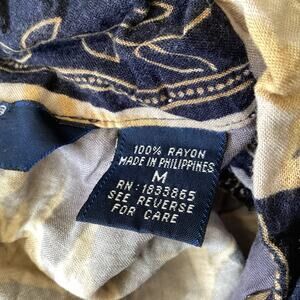 100% RAYON
MADE IN PHILIPPINES
M
RN: 1833865
SEE REVERSE
FOR CARE